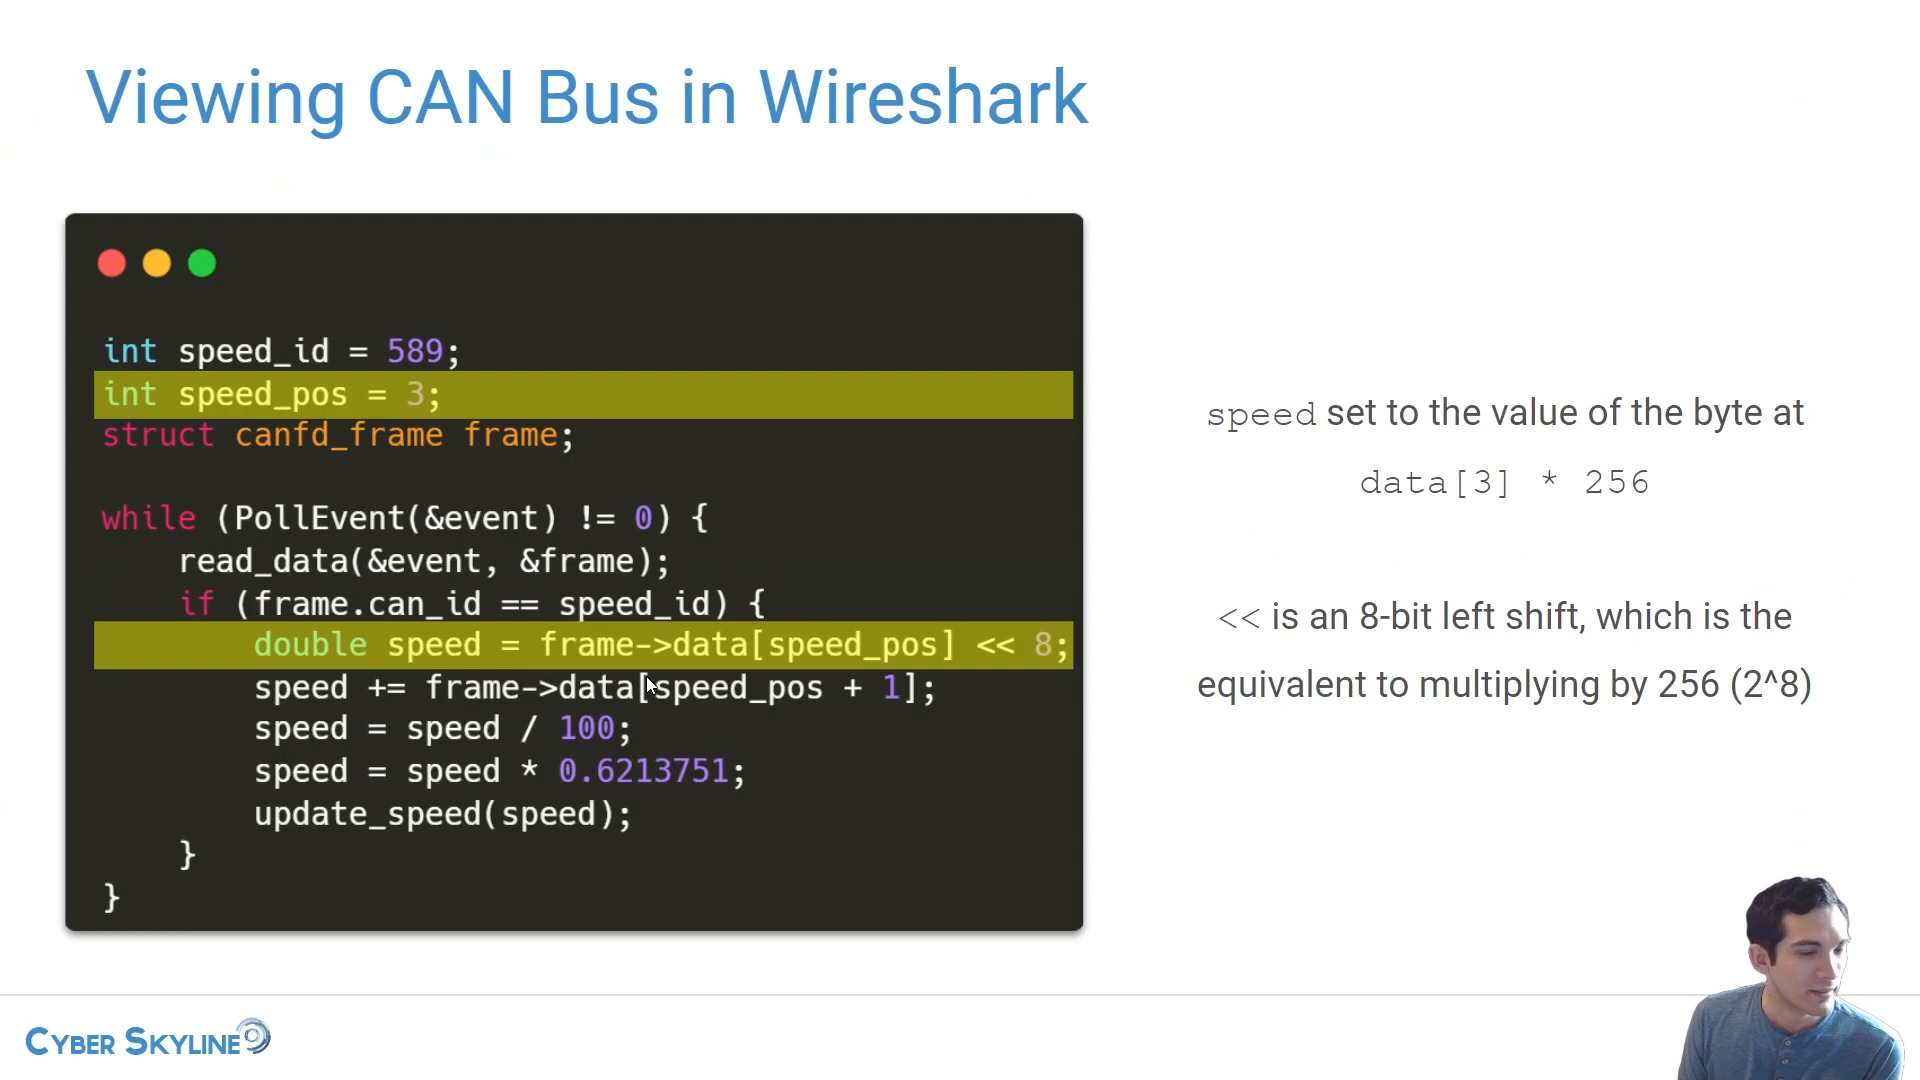 Viewing CAN Bus in Wireshark
int speed_id = 589;
int speed_pos = 3;
struct canfd_frame frame;
while (PollEvent(&event) != 0) {
    read_data(&event, &frame);
    if (frame.can_id == speed_id) {
        double speed = frame->data[speed_pos] << 8;
        speed += frame->data[speed_pos + 1];
        speed = speed / 100;
        speed = speed * 0.6213751;
        update_speed(speed);
    }
}
speed set to the value of the byte at
data[3] * 256
<< is an 8-bit left shift, which is the
equivalent to multiplying by 256 (2^8)
CYBER SKYLINE